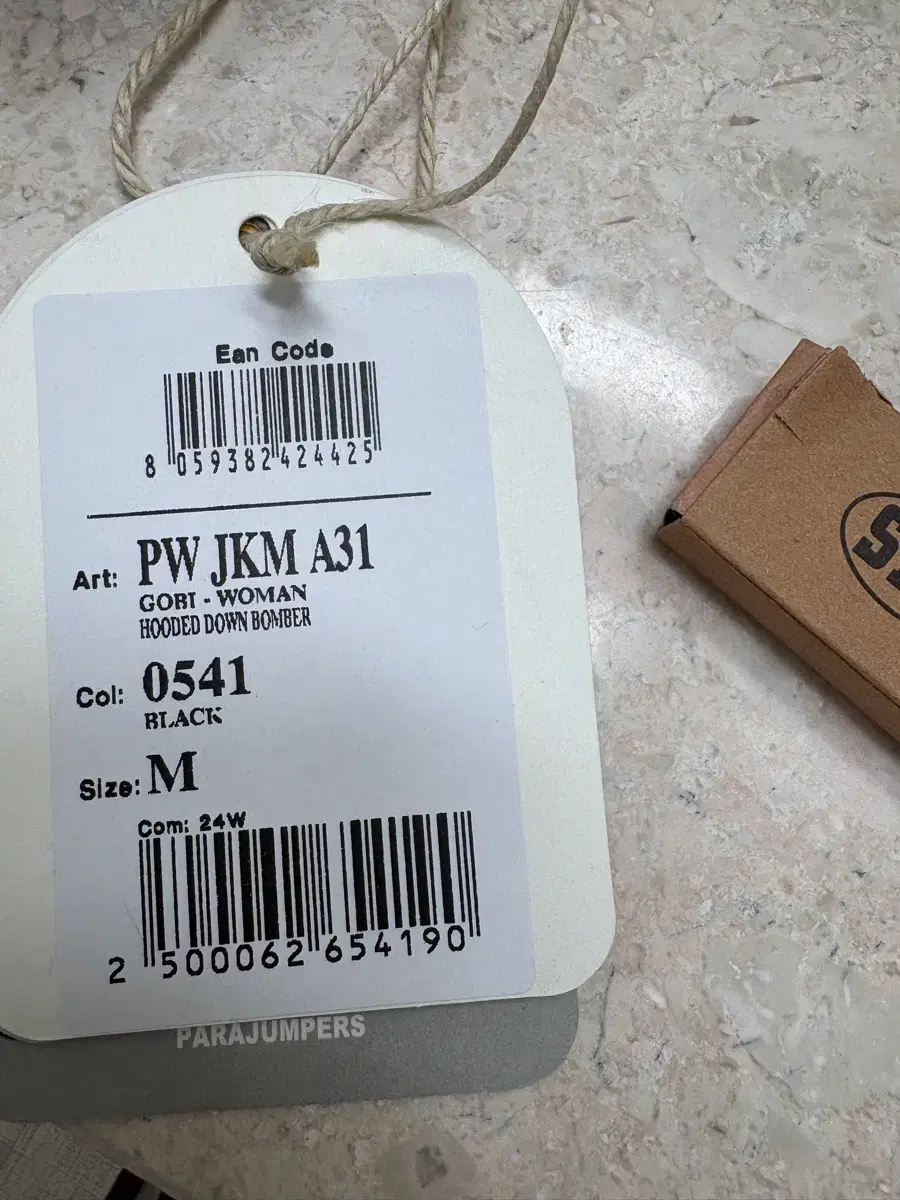 Ean Code
8 059382 424425
Art: PW JKM A31
GOBI - WOMAN
HOODED DOWN BOMBER
Col: 0541
BLACK
Size: M
Com: 24W
2 500062 654190
PARAJUMPERS